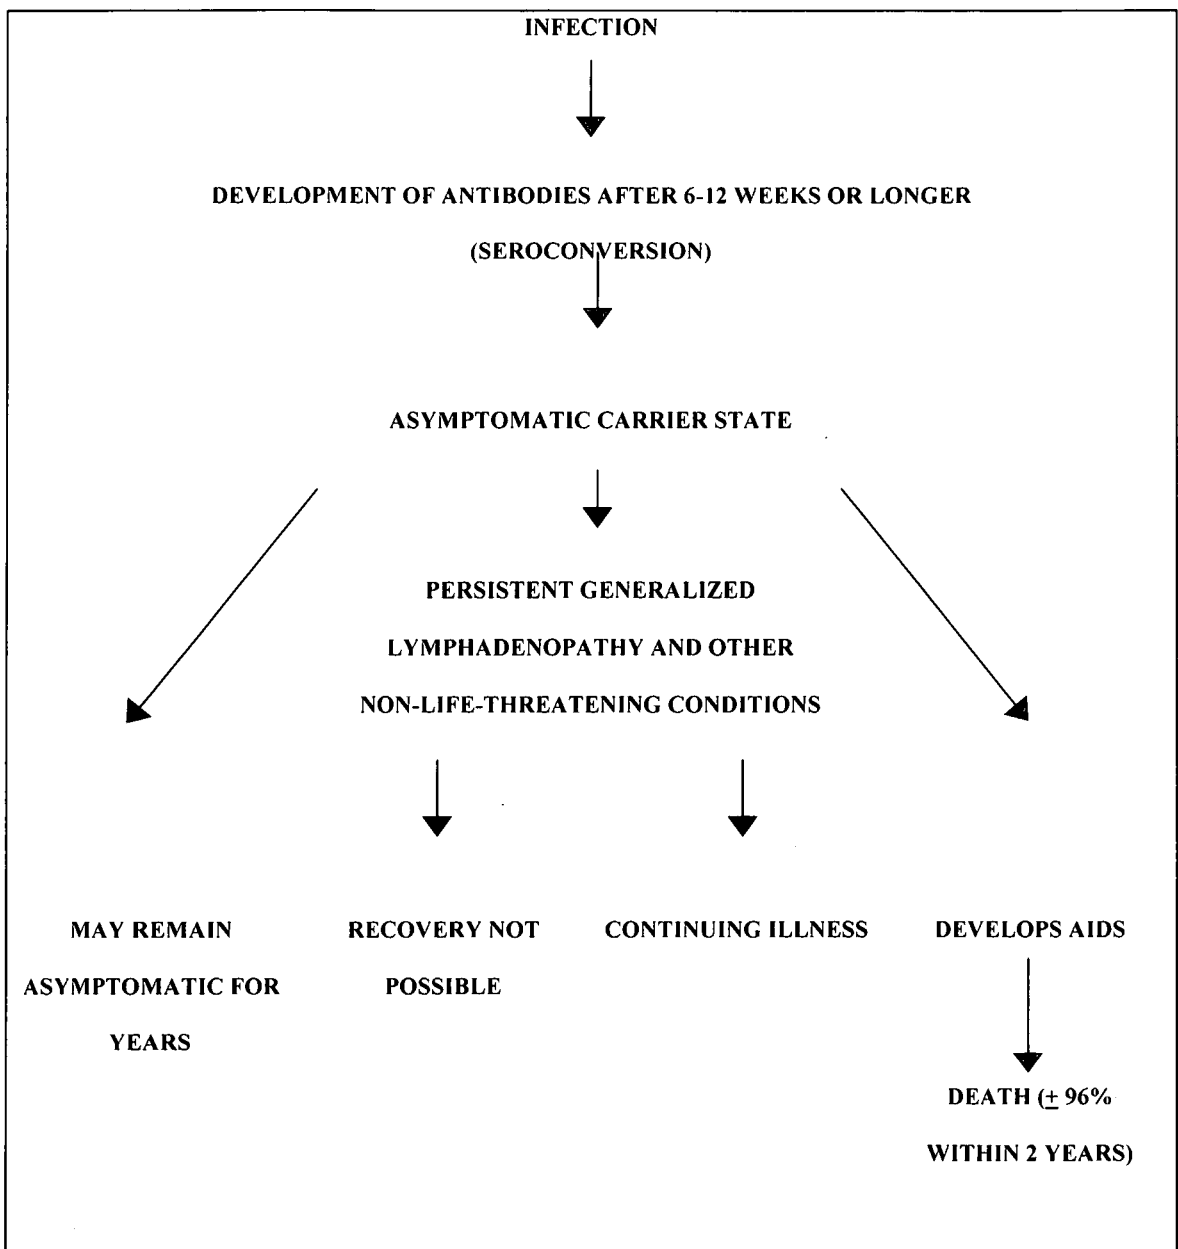 INFECTION
DEVELOPMENT OF ANTIBODIES AFTER 6-12 WEEKS OR LONGER
(SEROCONVERSION)
ASYMPTOMATIC CARRIER STATE
PERSISTENT GENERALIZED
LYMPHADENOPATHY AND OTHER
NON-LIFE-THREATENING CONDITIONS
MAY REMAIN
ASYMPTOMATIC FOR
YEARS
RECOVERY NOT
POSSIBLE
CONTINUING ILLNESS
DEVELOPS AIDS
DEATH (± 96%
WITHIN 2 YEARS)